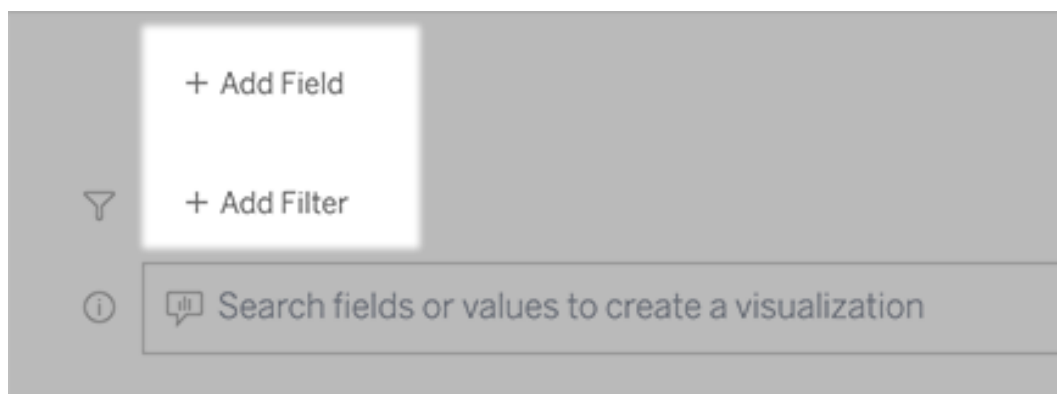 + Add Field
+ Add Filter
Search fields or values to create a visualization